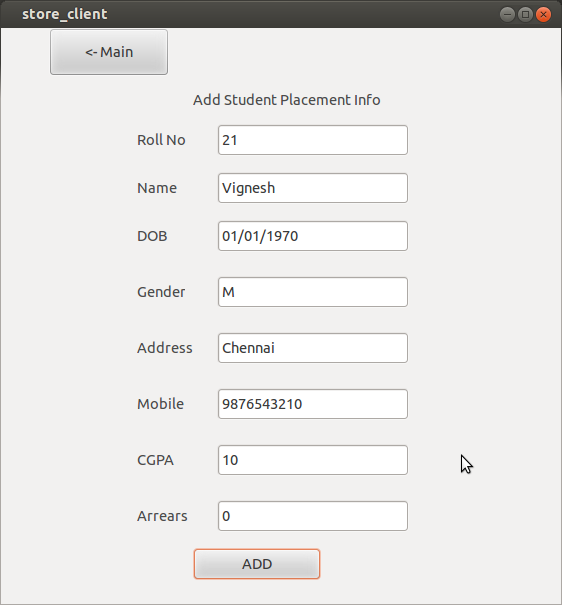 store_client
<- Main
Add Student Placement Info
Roll No 21
Name Vignesh
DOB 01/01/1970
Gender M
Address Chennai
Mobile 9876543210
CGPA 10
Arrears 0
ADD